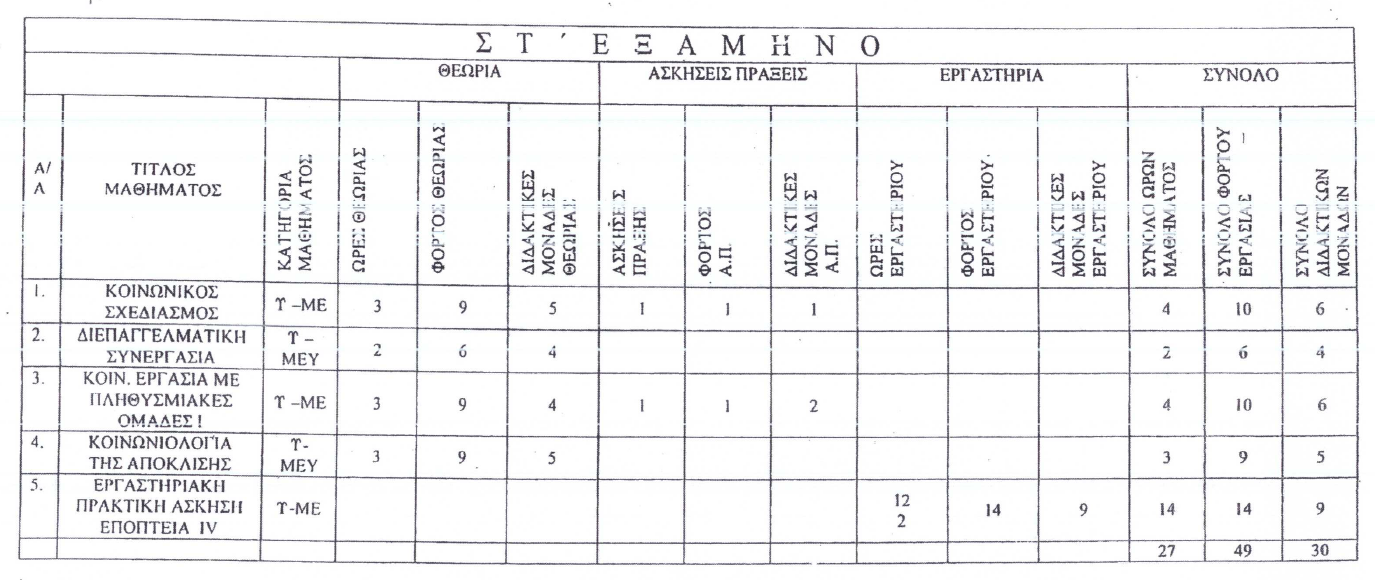 ΣΤ΄ ΕΞΑΜΗΝΟ
ΘΕΩΡΙΑ ΑΣΚΗΣΕΙΣ ΠΡΑΞΕΙΣ ΕΡΓΑΣΤΗΡΙΑ ΣΥΝΟΛΟ
Α/Λ ΤΙΤΛΟΣ ΜΑΘΗΜΑΤΟΣ ΚΑΤΗΓΟΡΙΑ ΜΑΘΗΜΑΤΟΣ ΩΡΕΣ ΘΕΩΡΙΑΣ ΦΟΡΤΟΣ ΘΕΩΡΙΑΣ ΔΙΔΑΚΤΙΚΕΣ ΜΟΝΑΔΕΣ ΘΕΩΡΙΑΣ ΑΣΚΗΣΕΙΣ ΠΡΑΞΗΣ ΦΟΡΤΟΣ Α.Π. ΔΙΔΑΚΤΙΚΕΣ ΜΟΝΑΔΕΣ Α.Π. ΩΡΕΣ ΕΡΓΑΣΤΗΡΙΟΥ ΦΟΡΤΟΣ ΕΡΓΑΣΤΗΡΙΟΥ ΔΙΔΑΚΤΙΚΕΣ ΜΟΝΑΔΕΣ ΕΡΓΑΣΤΗΡΙΟΥ ΣΥΝΟΛΟ ΩΡΩΝ ΜΑΘΗΜΑΤΟΣ ΣΥΝΟΛΟ ΦΟΡΤΟΥ – ΕΡΓΑΣΙΑΣ ΣΥΝΟΛΟ ΔΙΔΑΚΤΙΚΩΝ ΜΟΝΑΔΩΝ
1. ΚΟΙΝΩΝΙΚΟΣ ΣΧΕΔΙΑΣΜΟΣ Υ –ΜΕ 3 9 5 1 1 1 4 10 6
2. ΔΙΕΠΑΓΓΕΛΜΑΤΙΚΗ ΣΥΝΕΡΓΑΣΙΑ Υ – ΜΕΥ 2 6 4 2 6 4
3. ΚΟΙΝ. ΕΡΓΑΣΙΑ ΜΕ ΠΛΗΘΥΣΜΙΑΚΕΣ ΟΜΑΔΕΣ Ι Υ –ΜΕ 3 9 4 1 1 2 4 10 6
4. ΚΟΙΝΩΝΙΟΛΟΓΙΑ ΤΗΣ ΑΠΟΚΛΙΣΗΣ Υ- ΜΕΥ 3 9 5 3 9 5
5. ΕΡΓΑΣΤΗΡΙΑΚΗ ΠΡΑΚΤΙΚΗ ΑΣΚΗΣΗ ΕΠΟΠΤΕΙΑ IV Υ-ΜΕ 12 2 14 9 14 14 9
27 49 30